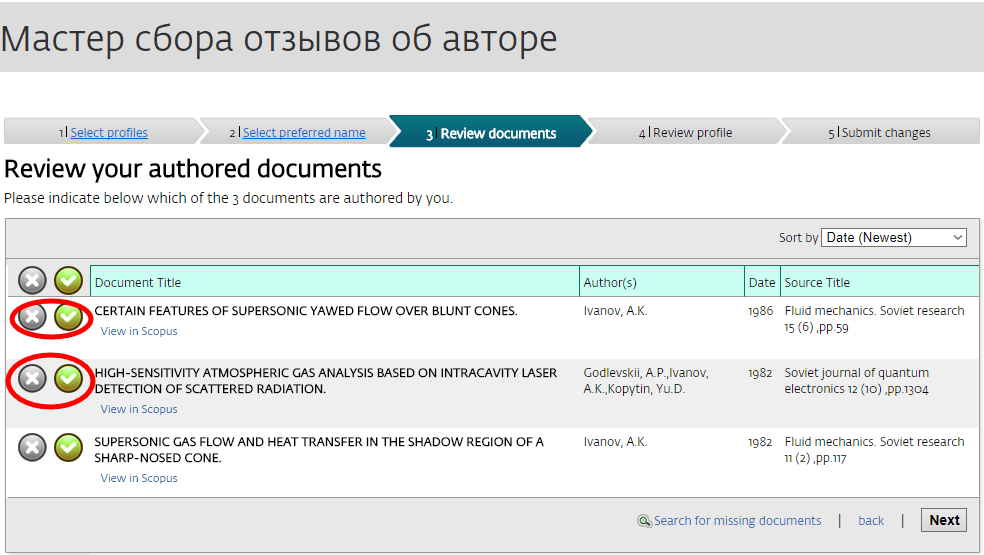 Мастер сбора отзывов об авторе
1 | Select profiles 2 | Select preferred name 3 | Review documents 4 | Review profile 5 | Submit changes
Review your authored documents
Please indicate below which of the 3 documents are authored by you.
Sort by Date (Newest)
Document Title Author(s) Date Source Title
CERTAIN FEATURES OF SUPERSONIC YAWED FLOW OVER BLUNT CONES. Ivanov, A.K. 1986 Fluid mechanics. Soviet research
15 (6) ,pp.59
View in Scopus
HIGH-SENSITIVITY ATMOSPHERIC GAS ANALYSIS BASED ON INTRACAVITY LASER Godlevskii, A.P.,Ivanov, 1982 Soviet journal of quantum
DETECTION OF SCATTERED RADIATION. A.K.,Kopytin, Yu.D. electronics 12 (10) ,pp.1304
View in Scopus
SUPERSONIC GAS FLOW AND HEAT TRANSFER IN THE SHADOW REGION OF A Ivanov, A.K. 1982 Fluid mechanics. Soviet research
SHARP-NOSED CONE. 11 (2) ,pp.117
View in Scopus
Search for missing documents | back | Next